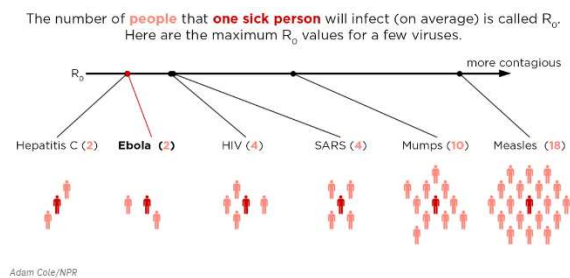 The number of people that one sick person will infect (on average) is called R₀.
Here are the maximum R₀ values for a few viruses.
more contagious
R₀
Hepatitis C (2) Ebola (2) HIV (4) SARS (4) Mumps (10) Measles (18)
Adam Cole/NPR